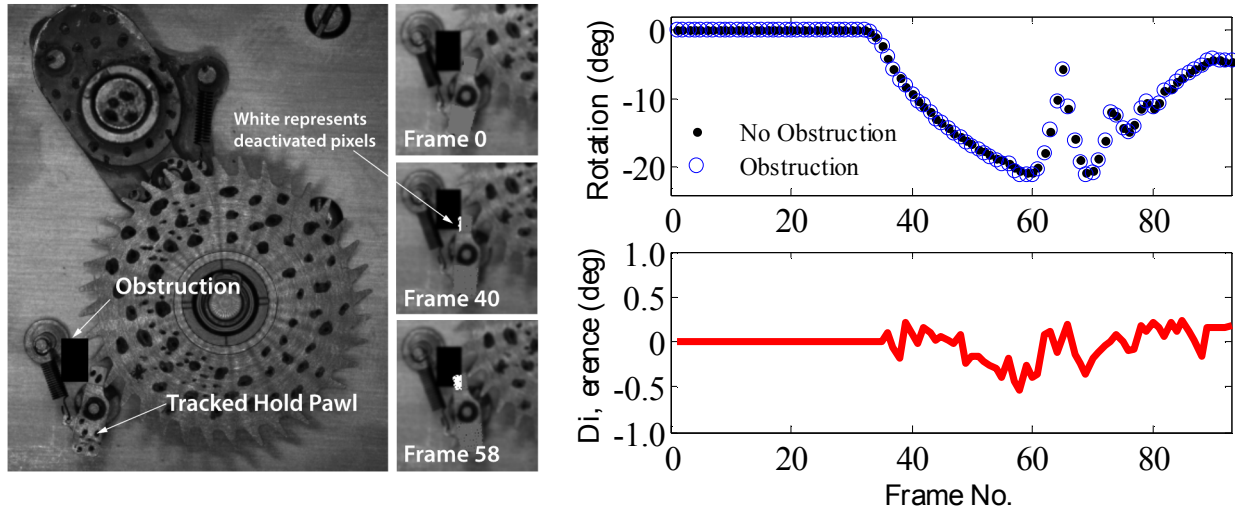 White represents
deactivated pixels
Obstruction
Tracked Hold Pawl
Frame 0
Frame 40
Frame 58
0
-10
-20
Rotation (deg)
No Obstruction
Obstruction
0 20 40 60 80
1.0
0.5
0
-0.5
-1.0
Di, erence (deg)
0 20 40 60 80
Frame No.